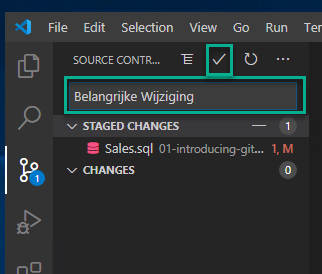 File Edit Selection View Go Run T
SOURCE CONTR...
Belangrijke Wijziging
STAGED CHANGES 1
Sales.sql 01-introducing-git... 1, M
CHANGES 0
1